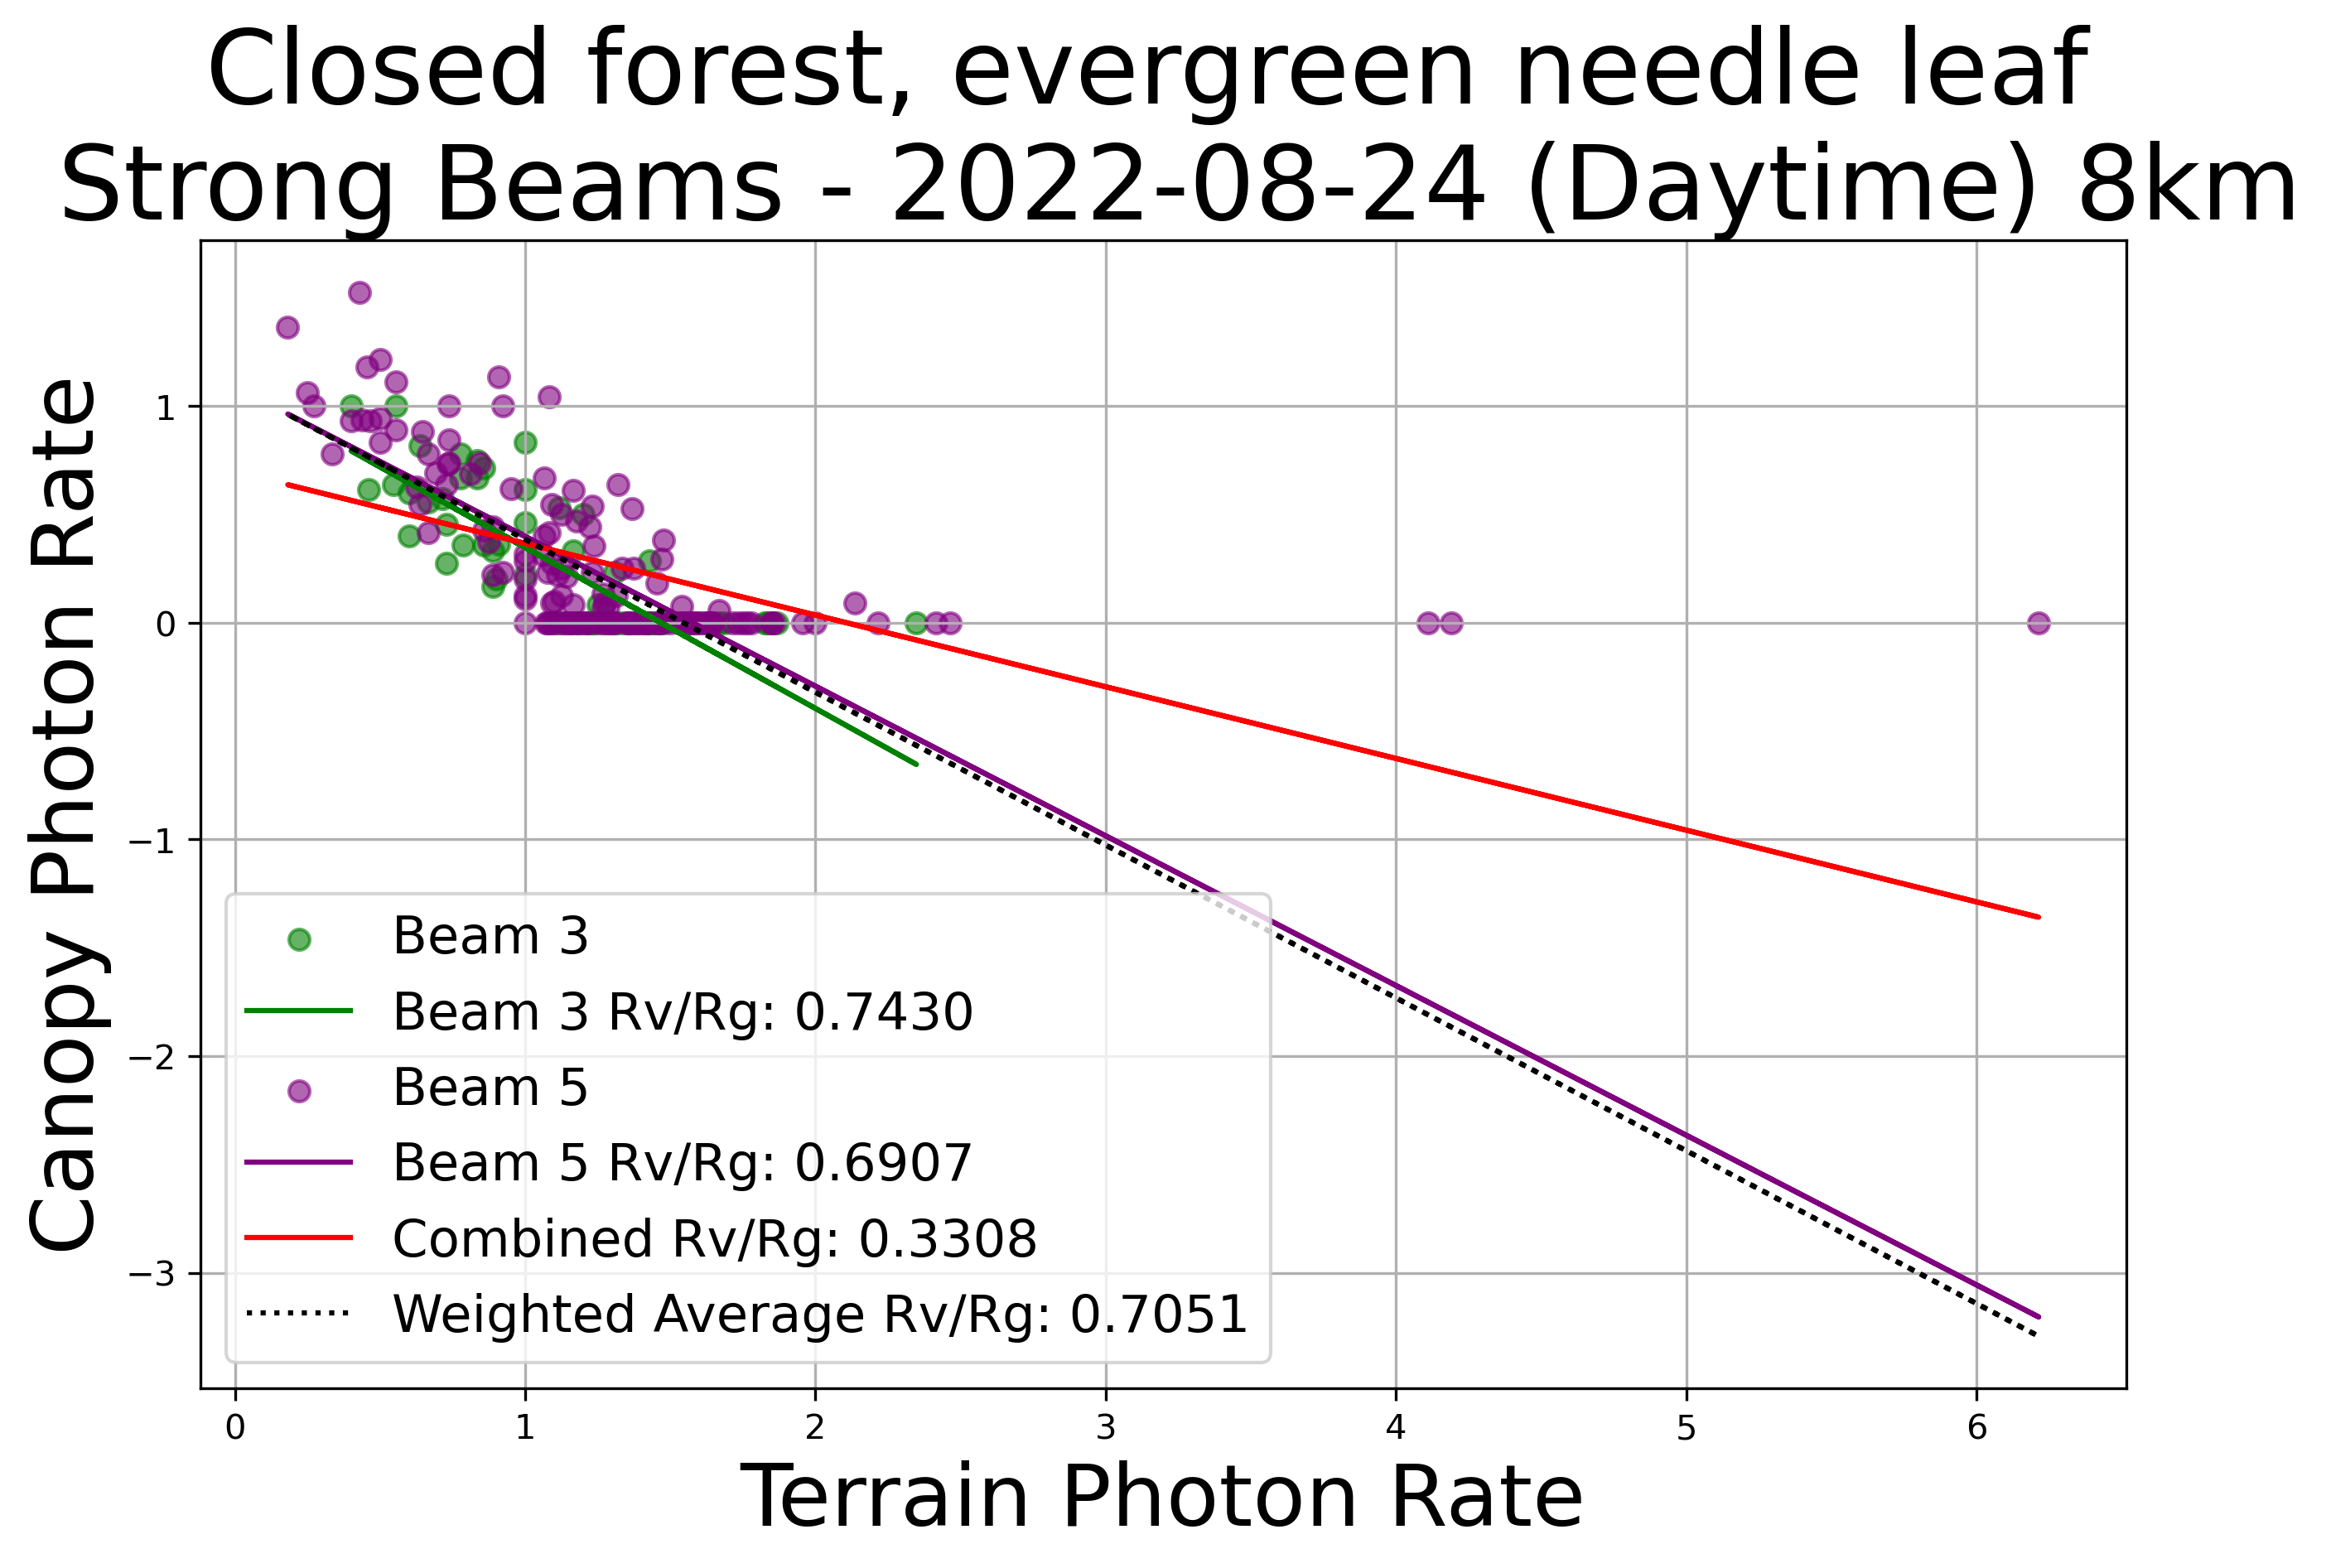 Closed forest, evergreen needle leaf
Strong Beams - 2022-08-24 (Daytime) 8km
Canopy Photon Rate
1
0
−1
−2
−3
Beam 3
Beam 3 Rv/Rg: 0.7430
Beam 5
Beam 5 Rv/Rg: 0.6907
Combined Rv/Rg: 0.3308
Weighted Average Rv/Rg: 0.7051
0 1 2 3 4 5 6
Terrain Photon Rate